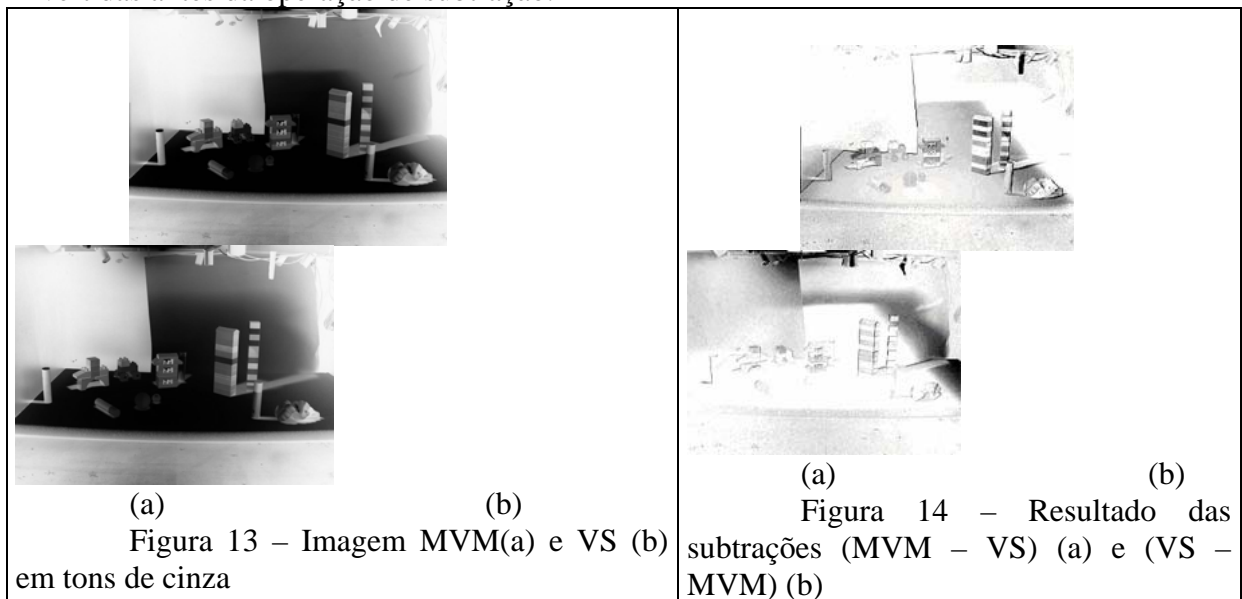 (a) (b)
Figura 13 – Imagem MVM(a) e VS (b)
em tons de cinza
(a) (b)
Figura 14 – Resultado das
subtrações (MVM – VS) (a) e (VS –
MVM) (b)